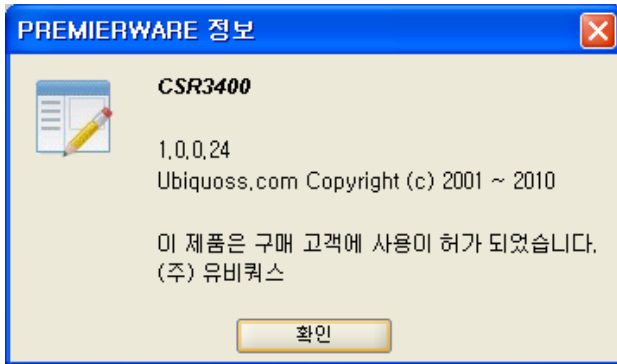 PREMIERWARE 정보
CSR3400
1,0,0,24
Ubiquoss,com Copyright (c) 2001 ~ 2010
이 제품은 구매 고객에 사용이 허가 되었습니다.
(주) 유비쿼스
확인